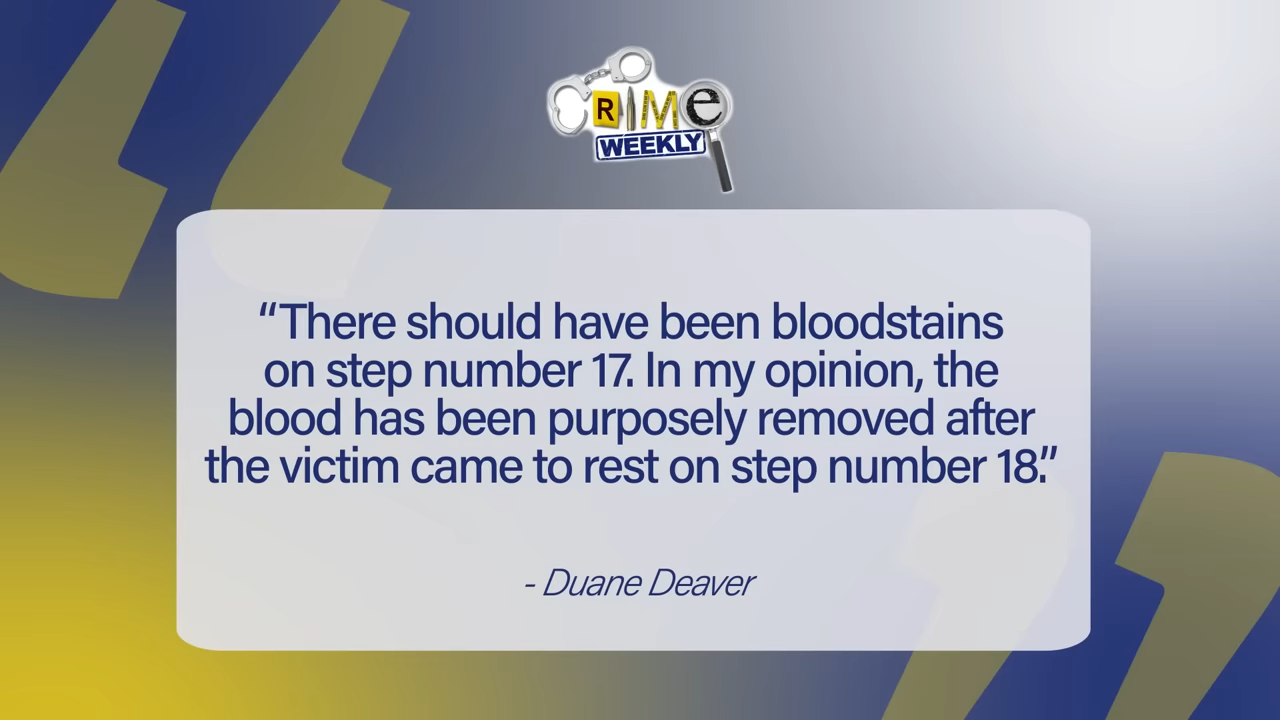 CRIME
WEEKLY
“There should have been bloodstains
on step number 17. In my opinion, the
blood has been purposely removed after
the victim came to rest on step number 18.”
- Duane Deaver